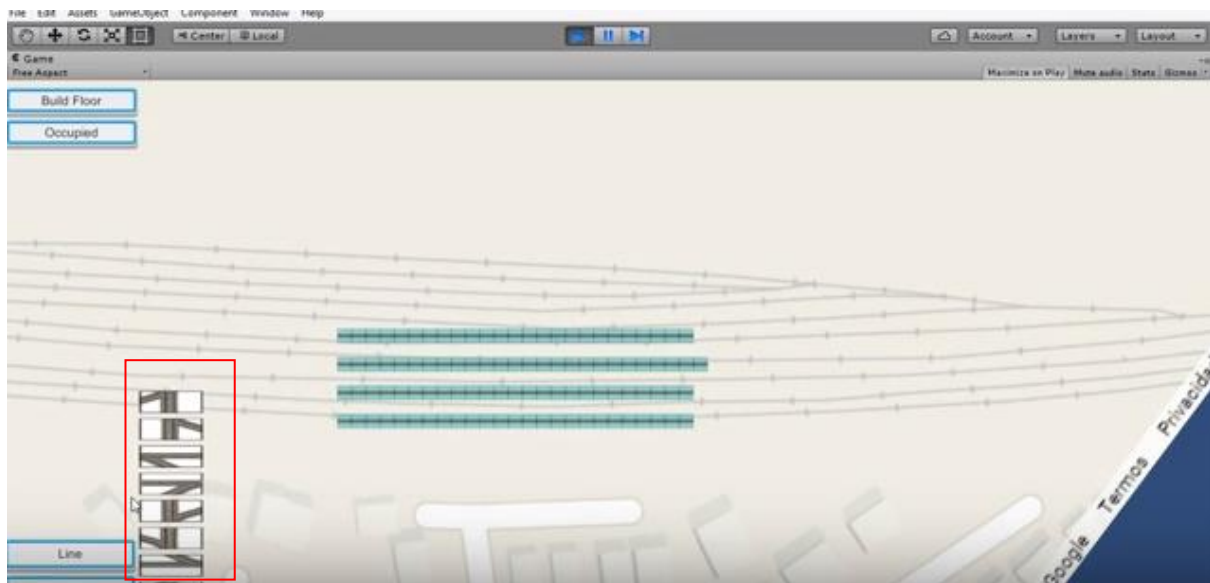 File Edit Assets GameObject Component Window Help
Center Local Account Layers Layout
Game
Free Aspect Maximize on Play Mute audio Stats Gizmos
Build Floor
Occupied
Line
Google Termos Privacida